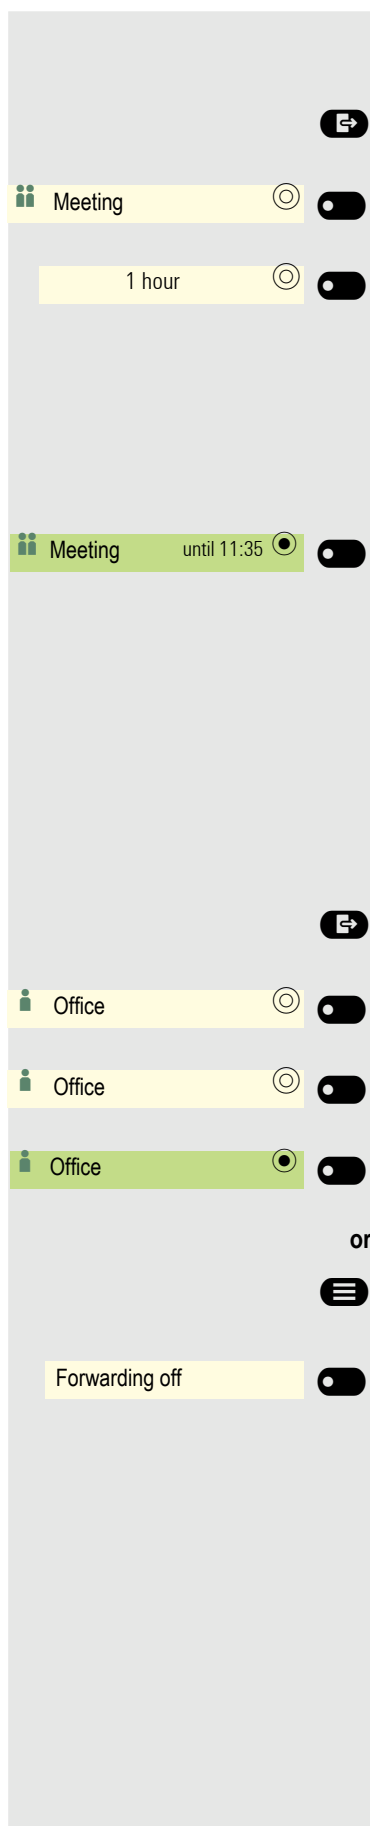 Meeting
1 hour
Meeting until 11:35
Office
Office
Office
or
Forwarding off